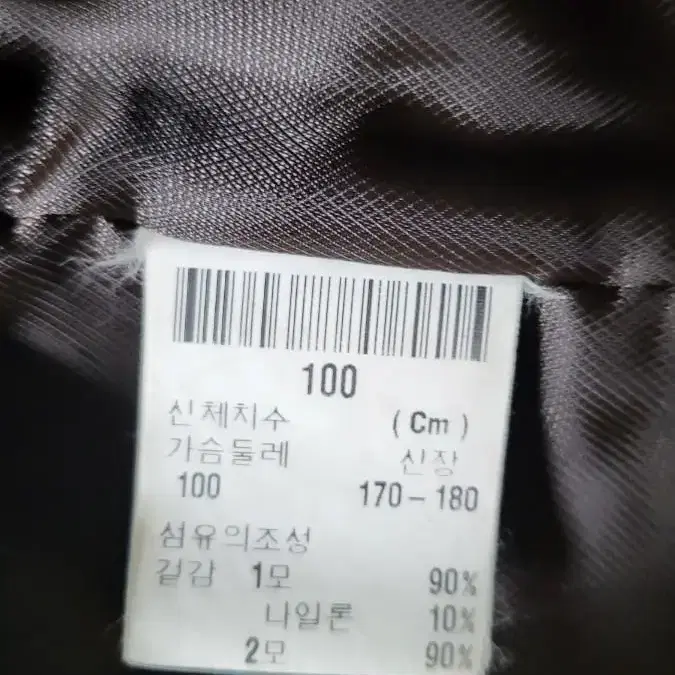 100
신체치수 (Cm)
가슴둘레 신장
100 170-180
섬유의조성
겉감 1모 90%
나일론 10%
2모 90%